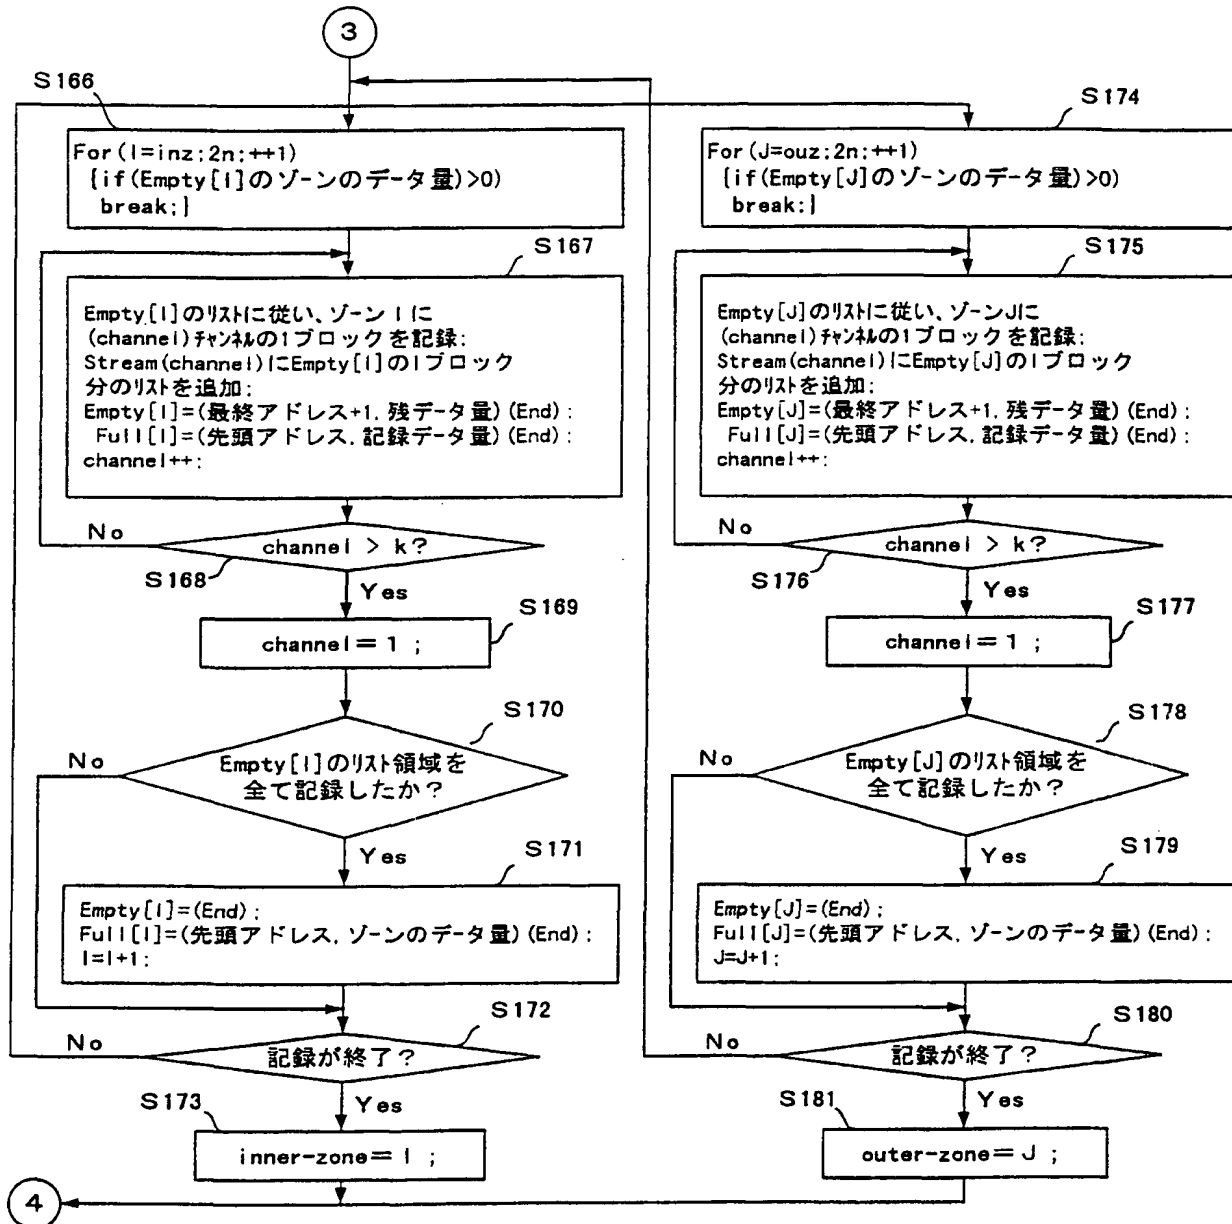 3
S166
For(I=inz:2n:++1)
{if(Empty[I]のゾーンのデータ量)>0)
break:}
S167
Empty[I]のリストに従い、ゾーンIに
(channel)チャンネルの1ブロックを記録:
Stream(channel)にEmpty[I]の1ブロック
分のリストを追加:
Empty[I]=(最終アドレス+1,残データ量)(End):
Full[I]=(先頭アドレス,記録データ量)(End):
channel++:
channel > k?
No
S168
Yes
S169
channel=1;
S170
Empty[I]のリスト領域を
全て記録したか?
No
Yes
S171
Empty[I]=(End);
Full[I]=(先頭アドレス,ゾーンのデータ量)(End):
I=I+1:
S172
記録が終了?
No
Yes
S173
inner-zone=I;
4
S174
For(J=ouz:2n:++1)
{if(Empty[J]のゾーンのデータ量)>0)
break:}
S175
Empty[J]のリストに従い、ゾーンJに
(channel)チャンネルの1ブロックを記録:
Stream(channel)にEmpty[J]の1ブロック
分のリストを追加:
Empty[J]=(最終アドレス+1,残データ量)(End):
Full[J]=(先頭アドレス,記録データ量)(End):
channel++:
channel > k?
No
S176
Yes
S177
channel=1;
S178
Empty[J]のリスト領域を
全て記録したか?
No
Yes
S179
Empty[J]=(End);
Full[J]=(先頭アドレス,ゾーンのデータ量)(End):
J=J+1:
S180
記録が終了?
No
Yes
S181
outer-zone=J;